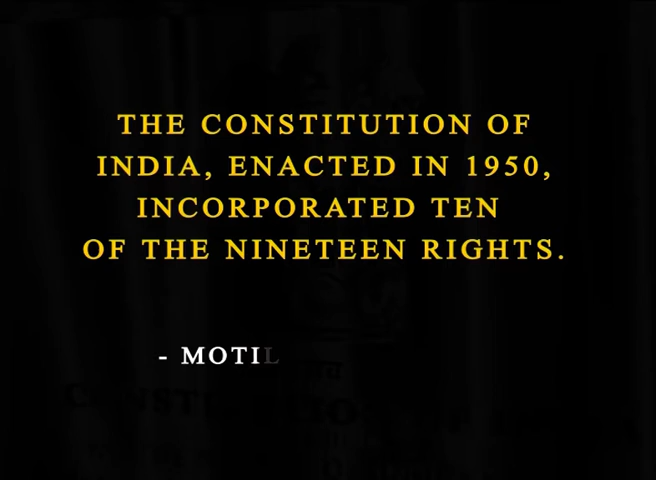 THE CONSTITUTION OF
INDIA, ENACTED IN 1950,
INCORPORATED TEN
OF THE NINETEEN RIGHTS.
- MOTIL